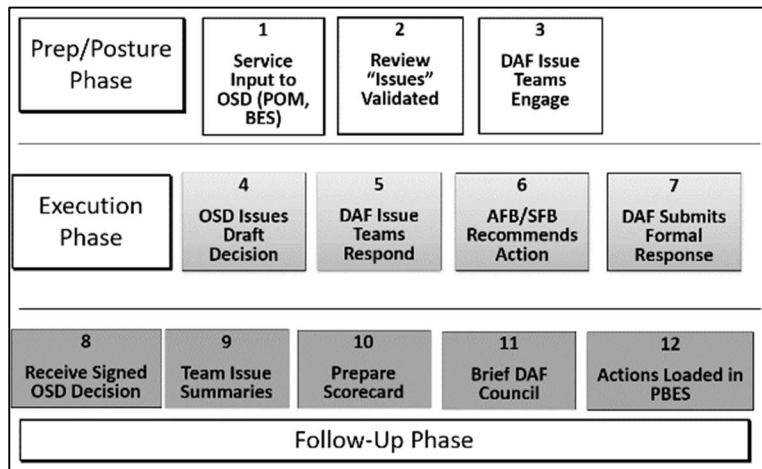 Prep/Posture
Phase
1
Service
Input to
OSD (POM,
BES)
2
Review
“Issues”
Validated
3
DAF Issue
Teams
Engage
Execution
Phase
4
OSD Issues
Draft
Decision
5
DAF Issue
Teams
Respond
6
AFB/SFB
Recommends
Action
7
DAF Submits
Formal
Response
8
Receive Signed
OSD Decision
9
Team Issue
Summaries
10
Prepare
Scorecard
11
Brief DAF
Council
12
Actions Loaded in
PBES
Follow-Up Phase